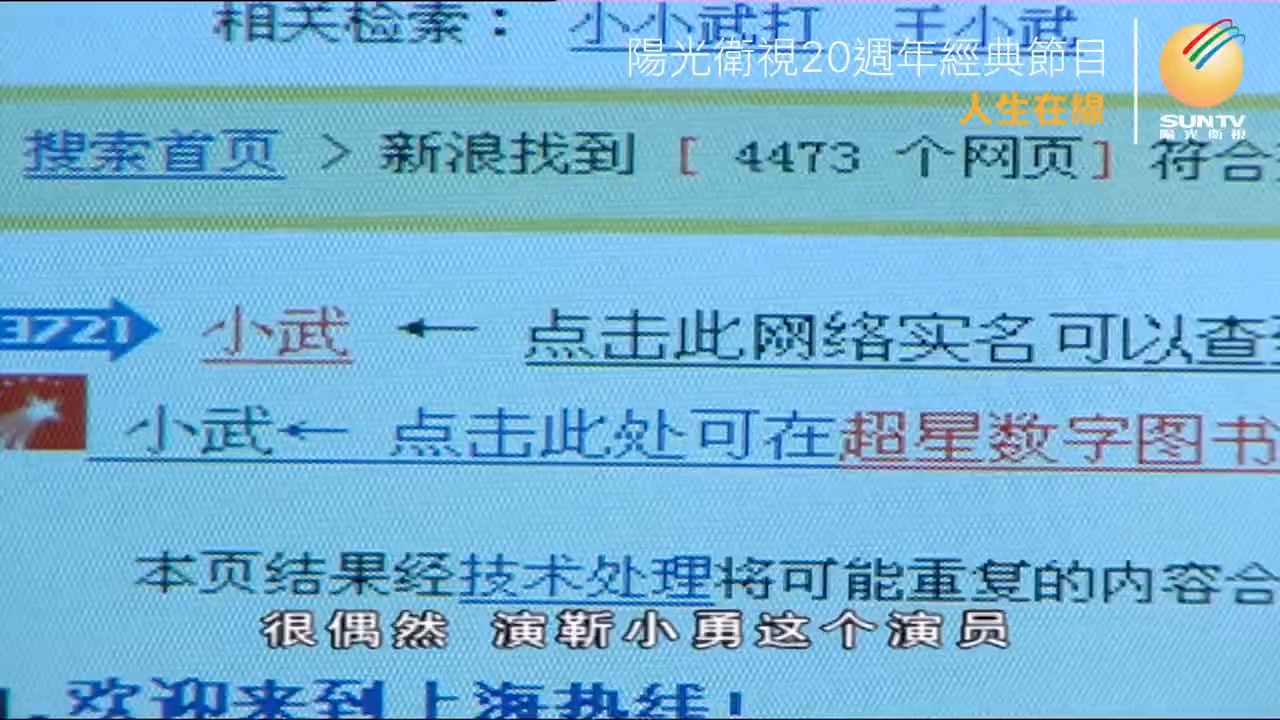 相关检索： 小小武打 王小武
陽光衛視20週年經典節目
人生在線
SUNTV
陽光衛視
搜索首页 > 新浪找到 [ 4473 个网页] 符合
3721 小武 ← 点击此网络实名可以查
小武← 点击此处可在超星数字图书
本页结果经技术处理将可能重复的内容合
很偶然 演靳小勇这个演员
1. 欢迎来到上海热线!